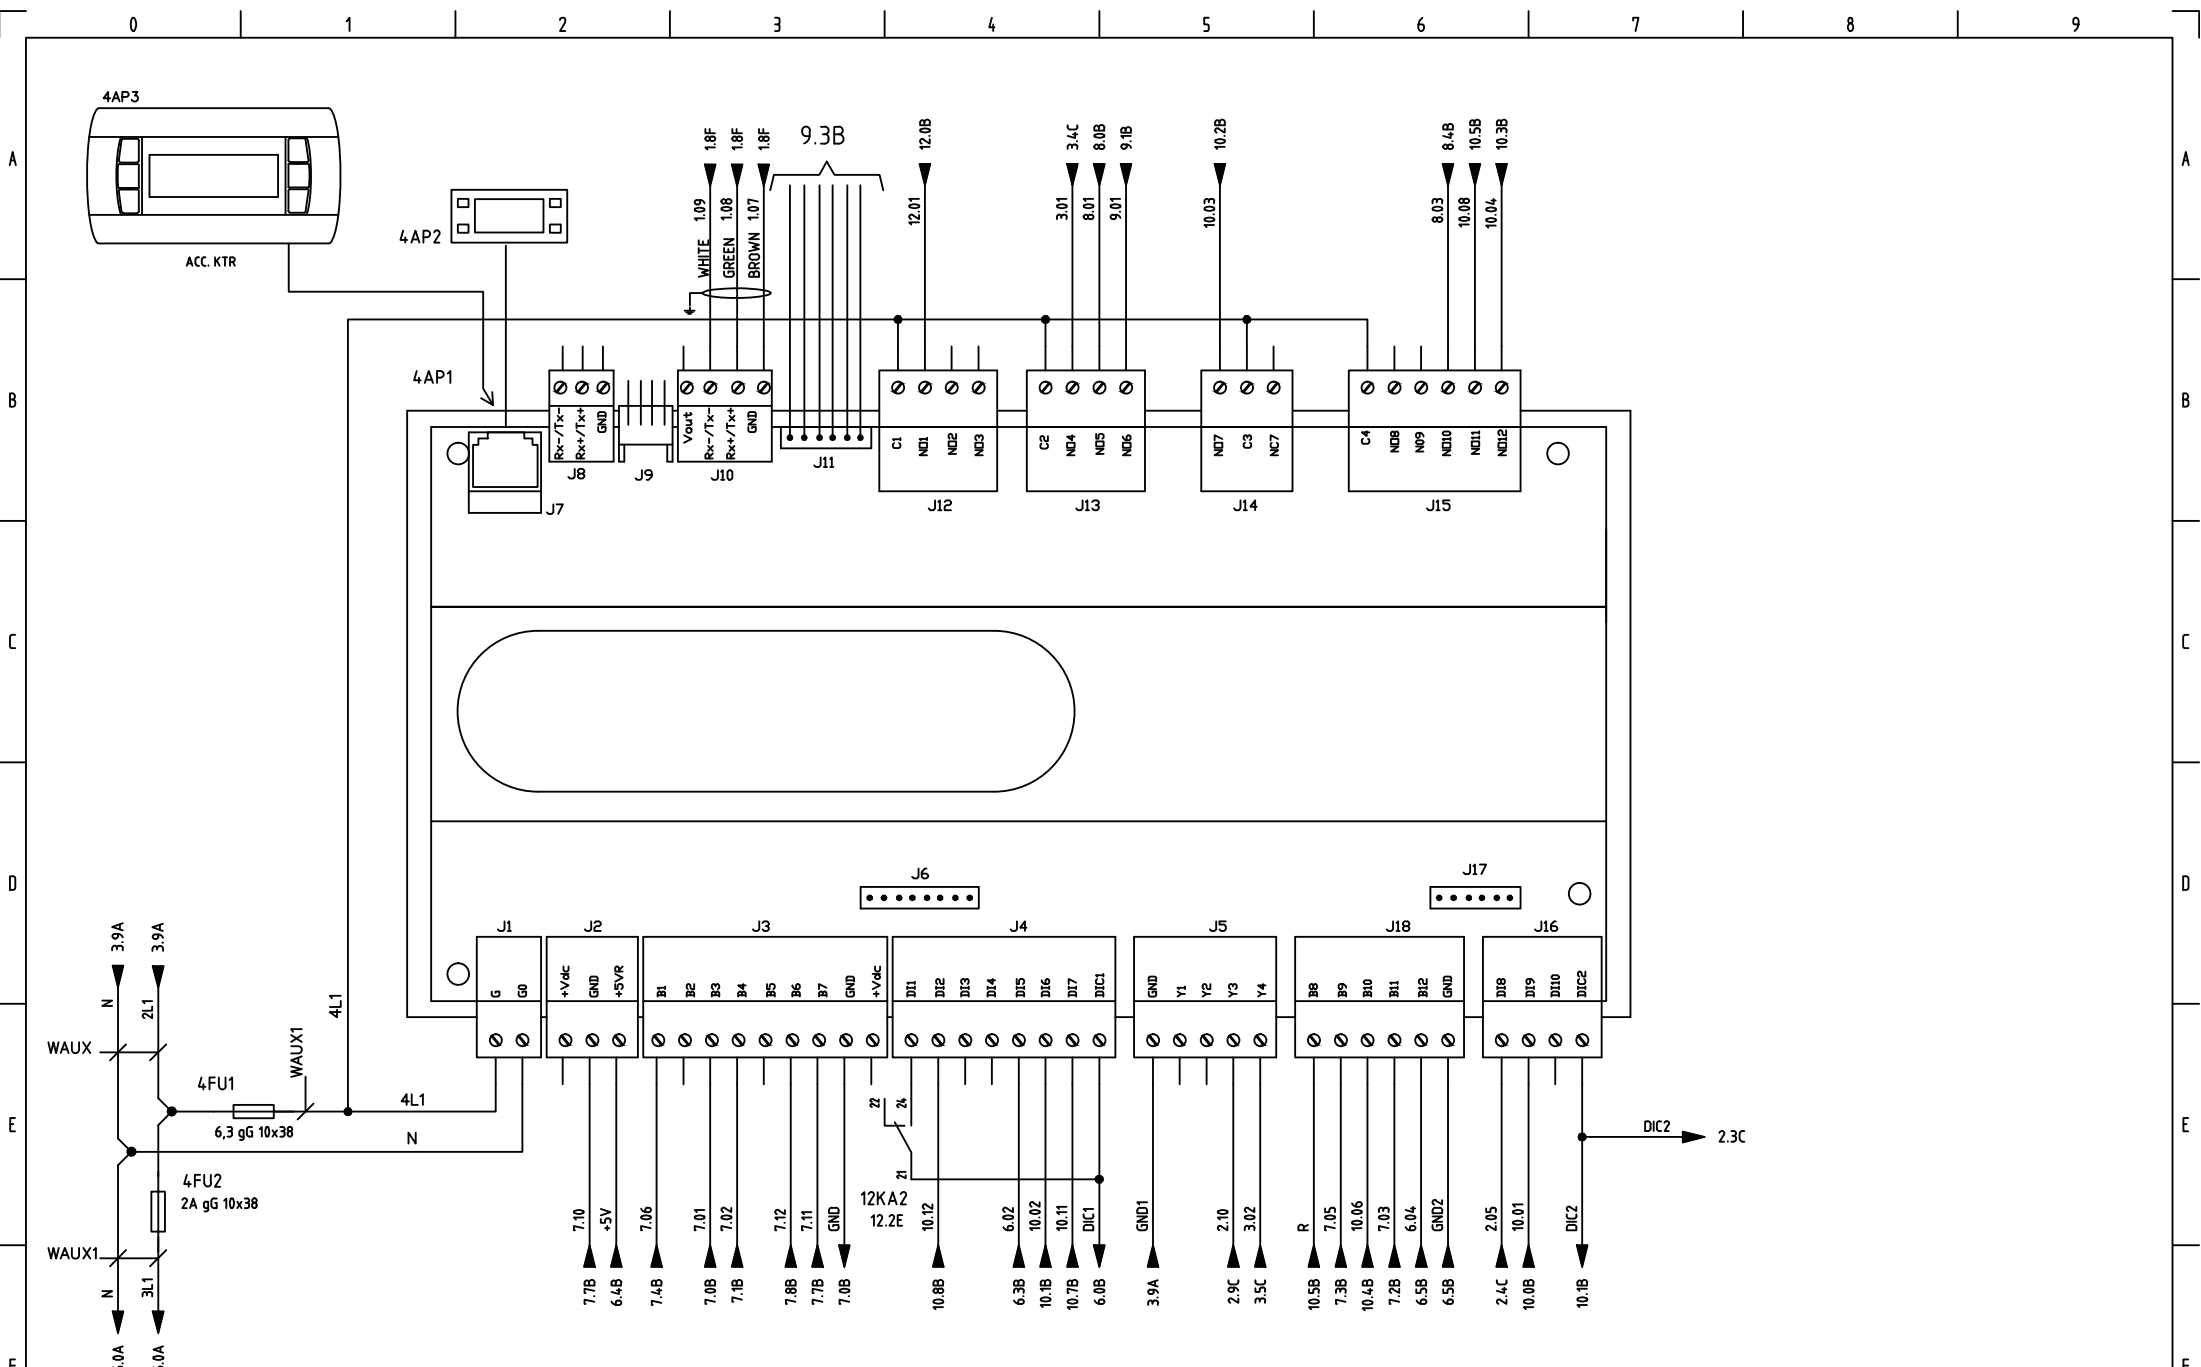 0 1 2 3 4 5 6 7 8 9
4AP3
ACC. KTR
4AP2
4AP1
A A
B B
C C
D D
E E
1.8F 1.8F 1.8F
9.3B
12.0B
3.4C 8.0B 9.1B
10.2B
8.4B 10.5B 10.3B
WHITE 1.09
GREEN 1.08
BROWN 1.07
12.01
3.01 8.01 9.01
10.03
8.03 10.08 10.04
Rx-/Tx- Rx+/Tx+ GND
Vout Rx-/Tx- Rx+/Tx+ GND
C1 NO1 NO2 NO3
C2 NO4 NO5 NO6
NO7 C3 NC7
C4 NO8 NO9 NO10 NO11 NO12
J7 J8 J9 J10 J11 J12 J13 J14 J15
J6 J17
J1 J2 J3 J4 J5 J18 J16
G G0
+Vdc GND +5VR
B1 B2 B3 B4 B5 B6 B7 GND +Vdc
DI1 DI2 DI3 DI4 DI5 DI6 DI7 DIC1
GND Y1 Y2 Y3 Y4
B8 B9 B10 B11 B12 GND
DI8 DI9 DI10 DIC2
3.9A 3.9A
N 2L1
4L1
WAUX
WAUX1
4FU1
6,3 gG 10x38
4L1
N
4FU2
2A gG 10x38
WAUX1
N 3L1
22 24
21
12KA2
12.2E
DIC2 2.3C
7.10 +5V 7.06 7.01 7.02 7.12 7.11 GND 10.12 6.02 10.02 10.11 DIC1 GND1 2.10 3.02 R 7.05 10.06 7.03 6.04 GND2 2.05 10.01 DIC2
7.7B 6.4B 7.4B 7.0B 7.1B 7.8B 7.7B 7.0B 10.8B 6.3B 10.1B 10.7B 6.0B 3.9A 2.9C 3.5C 10.5B 7.3B 10.4B 7.2B 6.5B 6.5B 2.4C 10.0B 10.1B